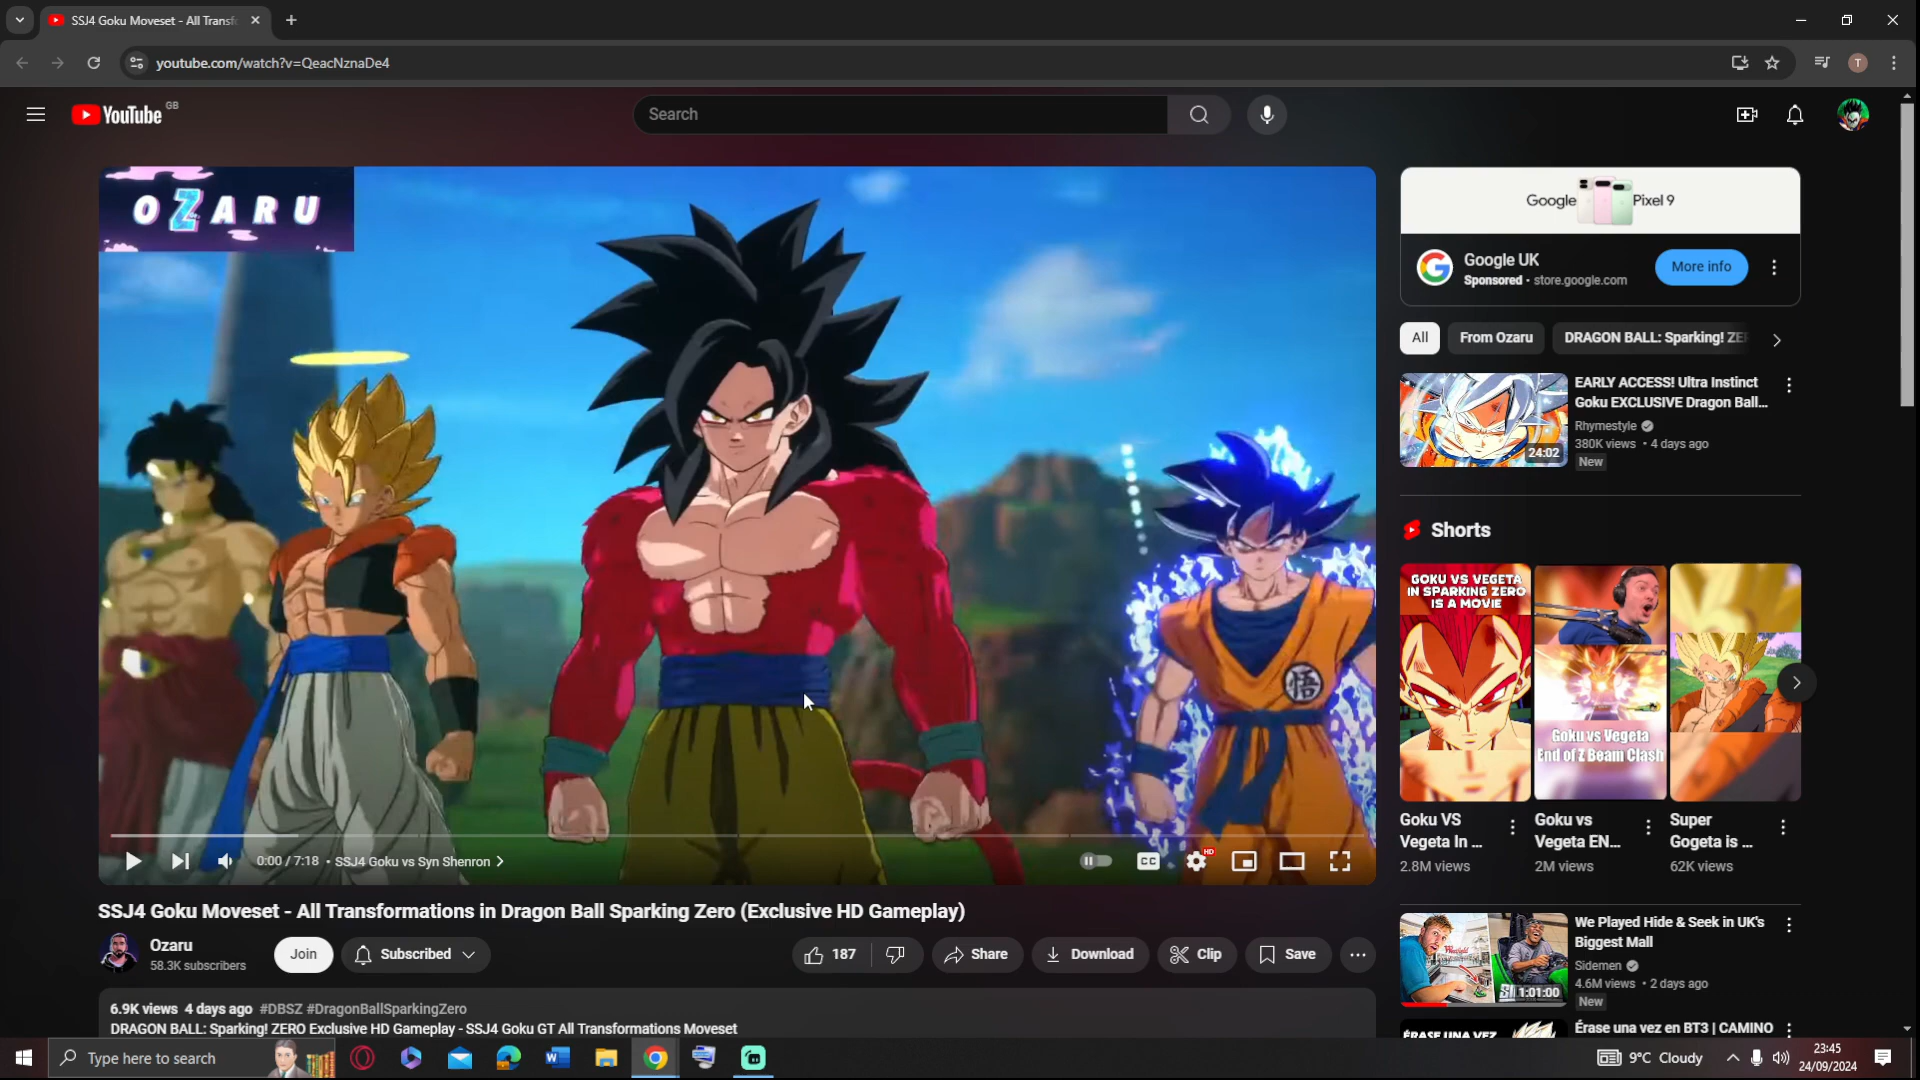 SSJ4 Goku Moveset - All Transf
youtube.com/watch?v=QeacNznaDe4
YouTube GB
Search
OZARU
悟
0:00 / 7:18 • SSJ4 Goku vs Syn Shenron
CC
HD
SSJ4 Goku Moveset - All Transformations in Dragon Ball Sparking Zero (Exclusive HD Gameplay)
Ozaru
58.3K subscribers
Join
Subscribed
187
Share
Download
Clip
Save
6.9K views 4 days ago #DBSZ #DragonBallSparkingZero
DRAGON BALL: Sparking! ZERO Exclusive HD Gameplay - SSJ4 Goku GT All Transformations Moveset
Google Pixel 9
Google UK
Sponsored • store.google.com
More info
All
From Ozaru
DRAGON BALL: Sparking! ZE
24:02
EARLY ACCESS! Ultra Instinct
Goku EXCLUSIVE Dragon Ball...
Rhymestyle
380K views • 4 days ago
New
Shorts
GOKU VS VEGETA
IN SPARKING ZERO
IS A MOVIE
Goku vs Vegeta
End of Z Beam Clash
Goku VS
Vegeta In ...
2.8M views
Goku vs
Vegeta EN...
2M views
Super
Gogeta is ...
62K views
1:01:00
We Played Hide & Seek in UK's
Biggest Mall
Sidemen
4.6M views • 2 days ago
New
ÉRASE UNA VEZ
Érase una vez en BT3 | CAMINO
Type here to search
9°C Cloudy
23:45
24/09/2024
T